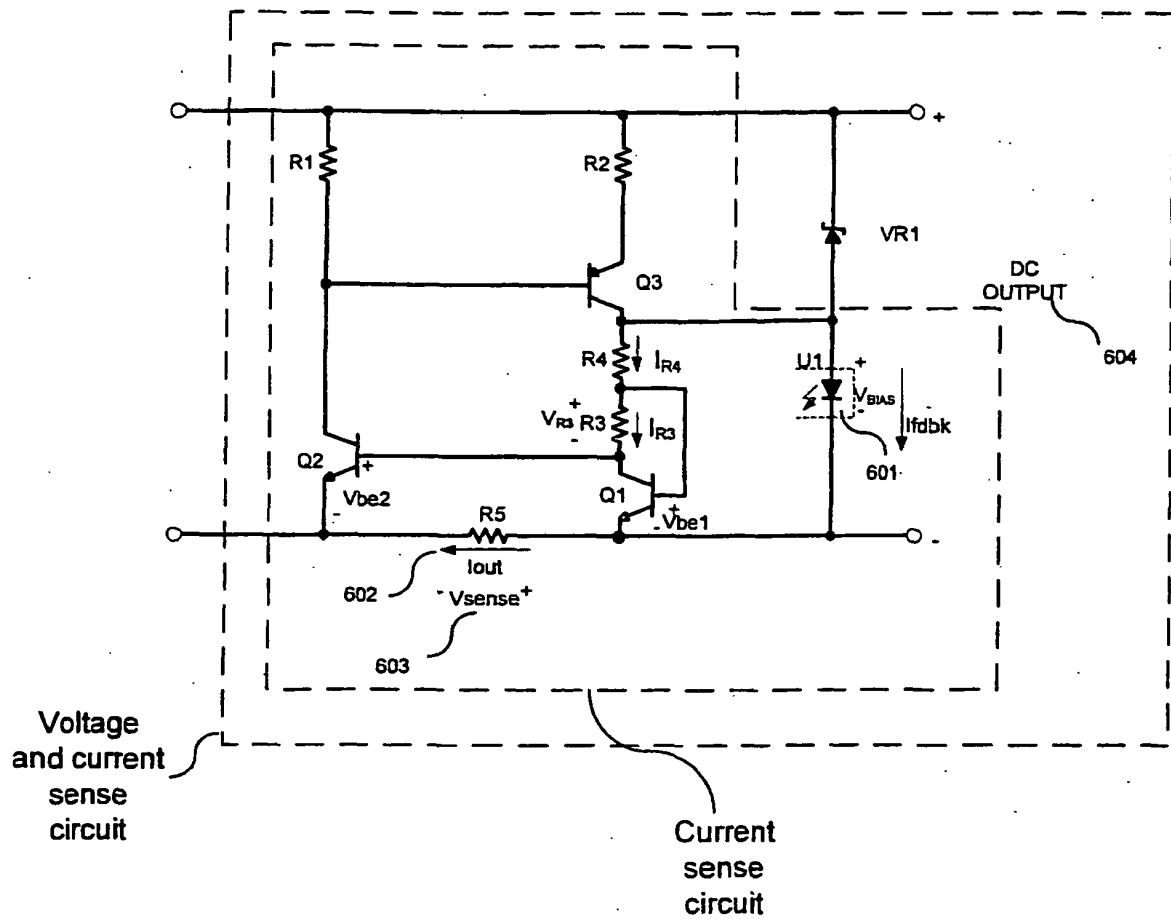 +
R1
R2
VR1
Q3
DC
OUTPUT
604
R4
IR4
U1
+
VBIAS
-
Ifdbk
601
+
VR3
-
R3
IR3
Q2
+
Vbe2
-
Q1
+
-
Vbe1
R5
-
Iout
602
- Vsense +
603
Voltage
and current
sense
circuit
Current
sense
circuit